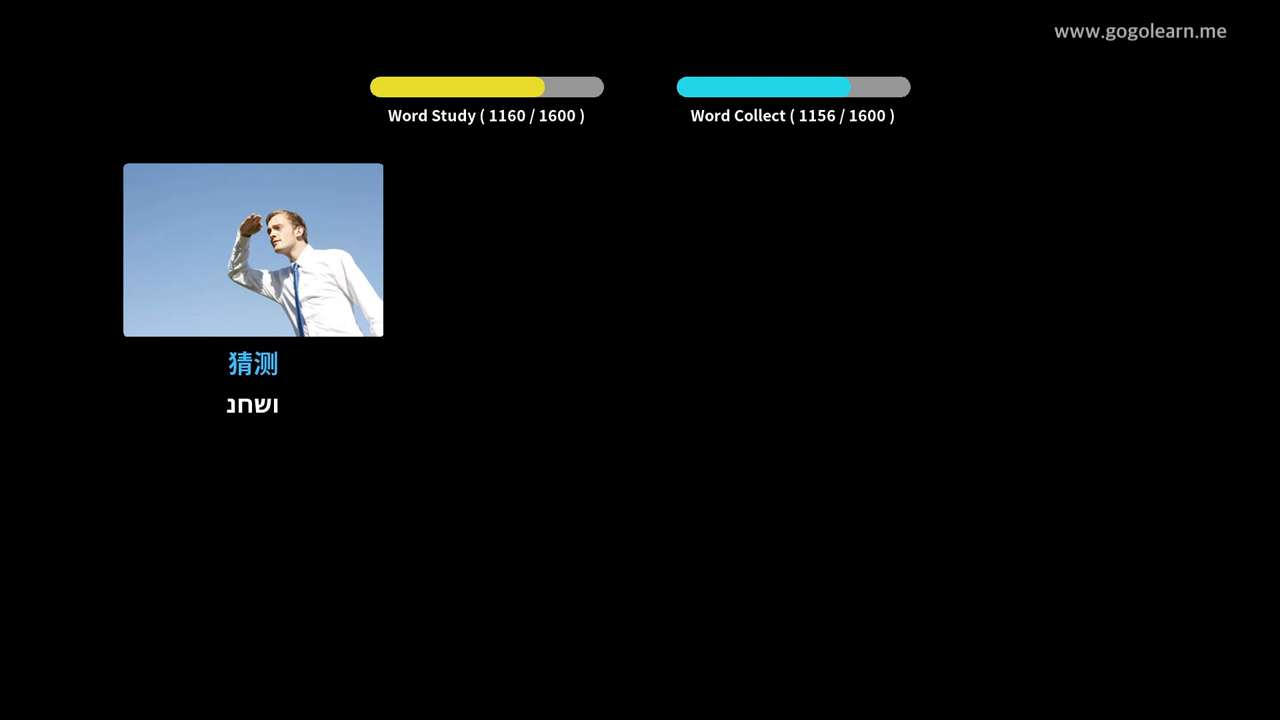 www.gogolearn.me
Word Study ( 1160 / 1600 )
Word Collect ( 1156 / 1600 )
猜测
ושחנ